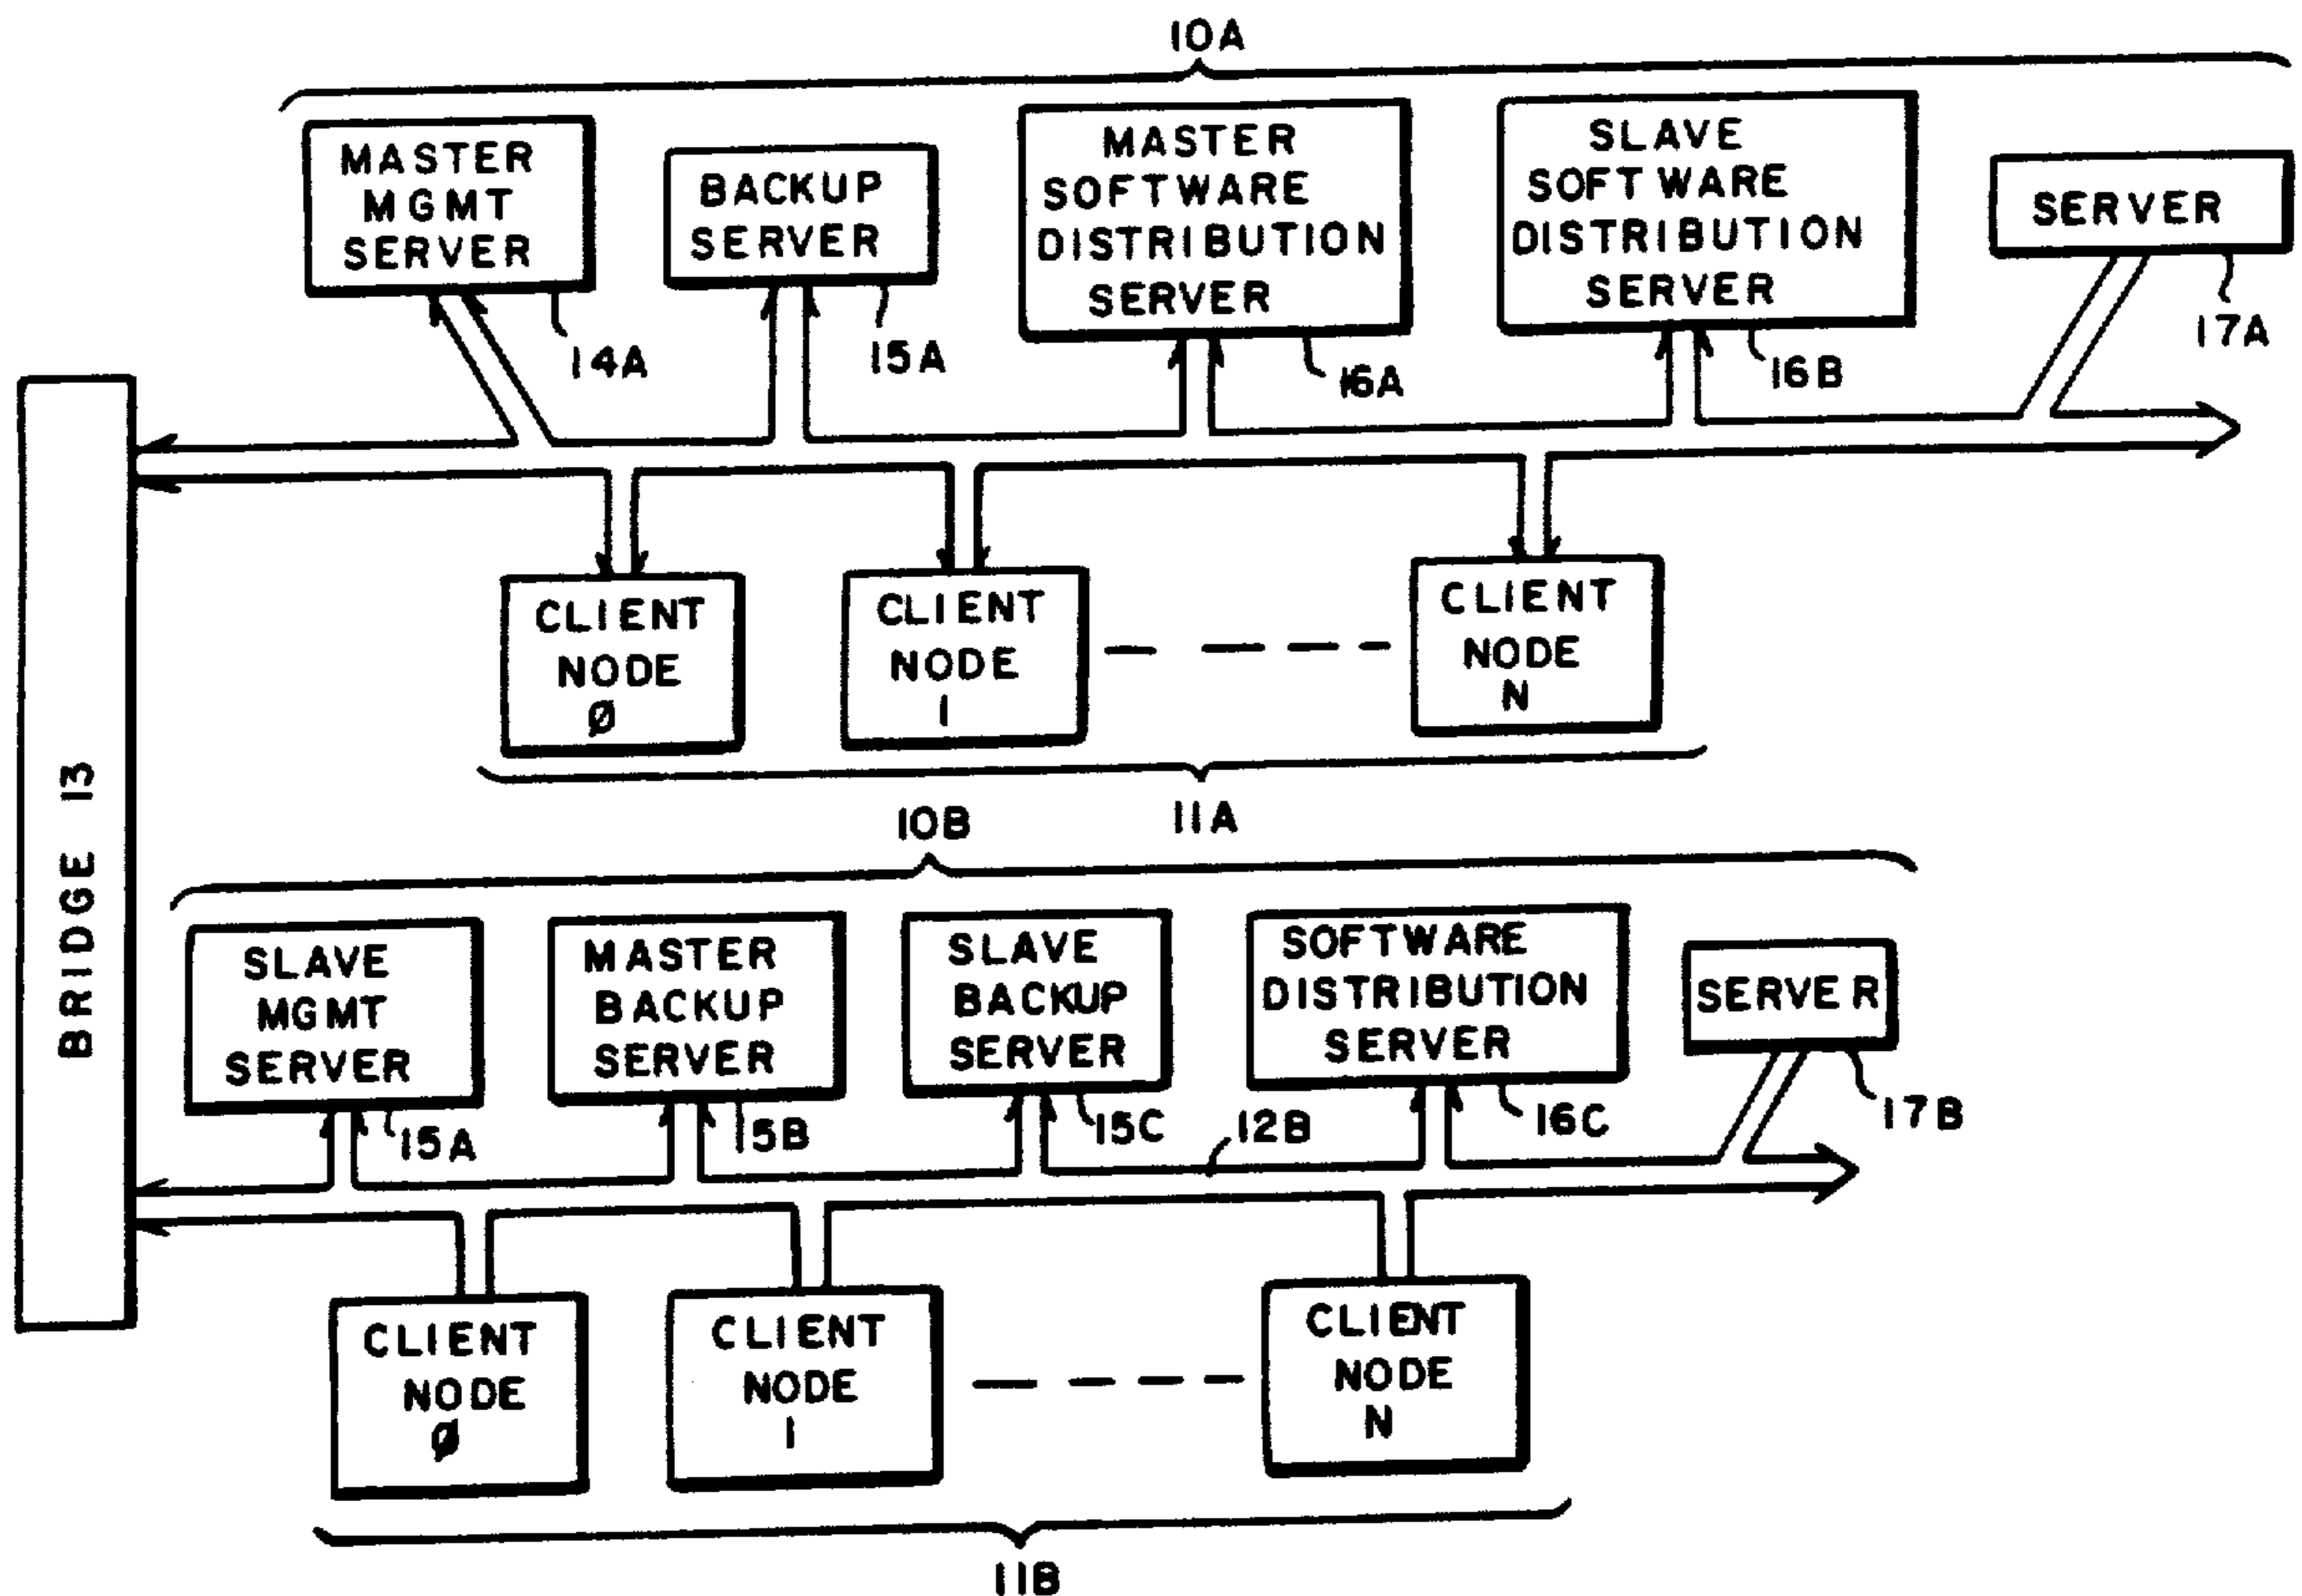 10A
MASTER
MGMT
SERVER
BACKUP
SERVER
MASTER
SOFTWARE
DISTRIBUTION
SERVER
SLAVE
SOFTWARE
DISTRIBUTION
SERVER
SERVER
14A
15A
16A
16B
17A
CLIENT
NODE
0
CLIENT
NODE
1
CLIENT
NODE
N
11A
BRIDGE 13
10B
SLAVE
MGMT
SERVER
MASTER
BACKUP
SERVER
SLAVE
BACKUP
SERVER
SOFTWARE
DISTRIBUTION
SERVER
SERVER
15A
15B
15C
12B
16C
17B
CLIENT
NODE
0
CLIENT
NODE
1
CLIENT
NODE
N
11B